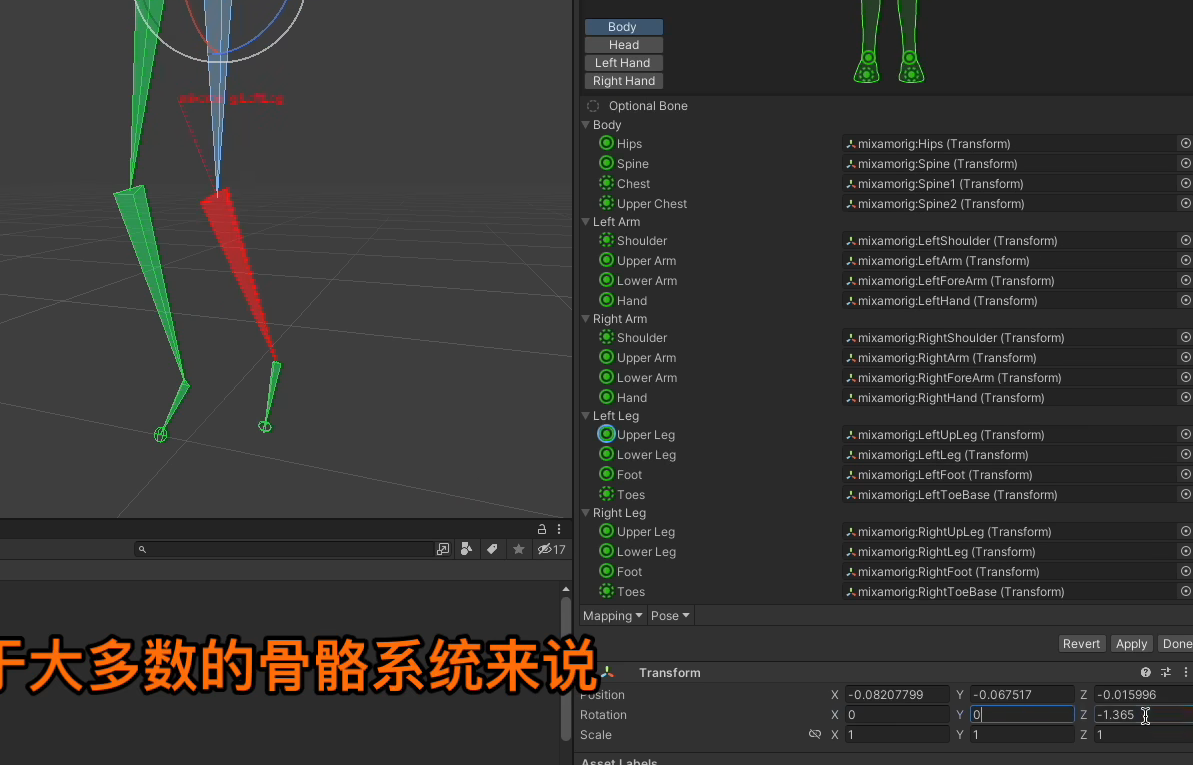 Body
Head
Left Hand
Right Hand
Optional Bone
Body
Hips mixamorig:Hips (Transform)
Spine mixamorig:Spine (Transform)
Chest mixamorig:Spine1 (Transform)
Upper Chest mixamorig:Spine2 (Transform)
Left Arm
Shoulder mixamorig:LeftShoulder (Transform)
Upper Arm mixamorig:LeftArm (Transform)
Lower Arm mixamorig:LeftForeArm (Transform)
Hand mixamorig:LeftHand (Transform)
Right Arm
Shoulder mixamorig:RightShoulder (Transform)
Upper Arm mixamorig:RightArm (Transform)
Lower Arm mixamorig:RightForeArm (Transform)
Hand mixamorig:RightHand (Transform)
Left Leg
Upper Leg mixamorig:LeftUpLeg (Transform)
Lower Leg mixamorig:LeftLeg (Transform)
Foot mixamorig:LeftFoot (Transform)
Toes mixamorig:LeftToeBase (Transform)
Right Leg
Upper Leg mixamorig:RightUpLeg (Transform)
Lower Leg mixamorig:RightLeg (Transform)
Foot mixamorig:RightFoot (Transform)
Toes mixamorig:RightToeBase (Transform)
17
Mapping Pose
Revert Apply Done
于大多数的骨骼系统来说
Transform
Position X -0.08207799 Y -0.067517 Z -0.015996
Rotation X 0 Y 0 Z -1.365
Scale X 1 Y 1 Z 1
Asset Labels